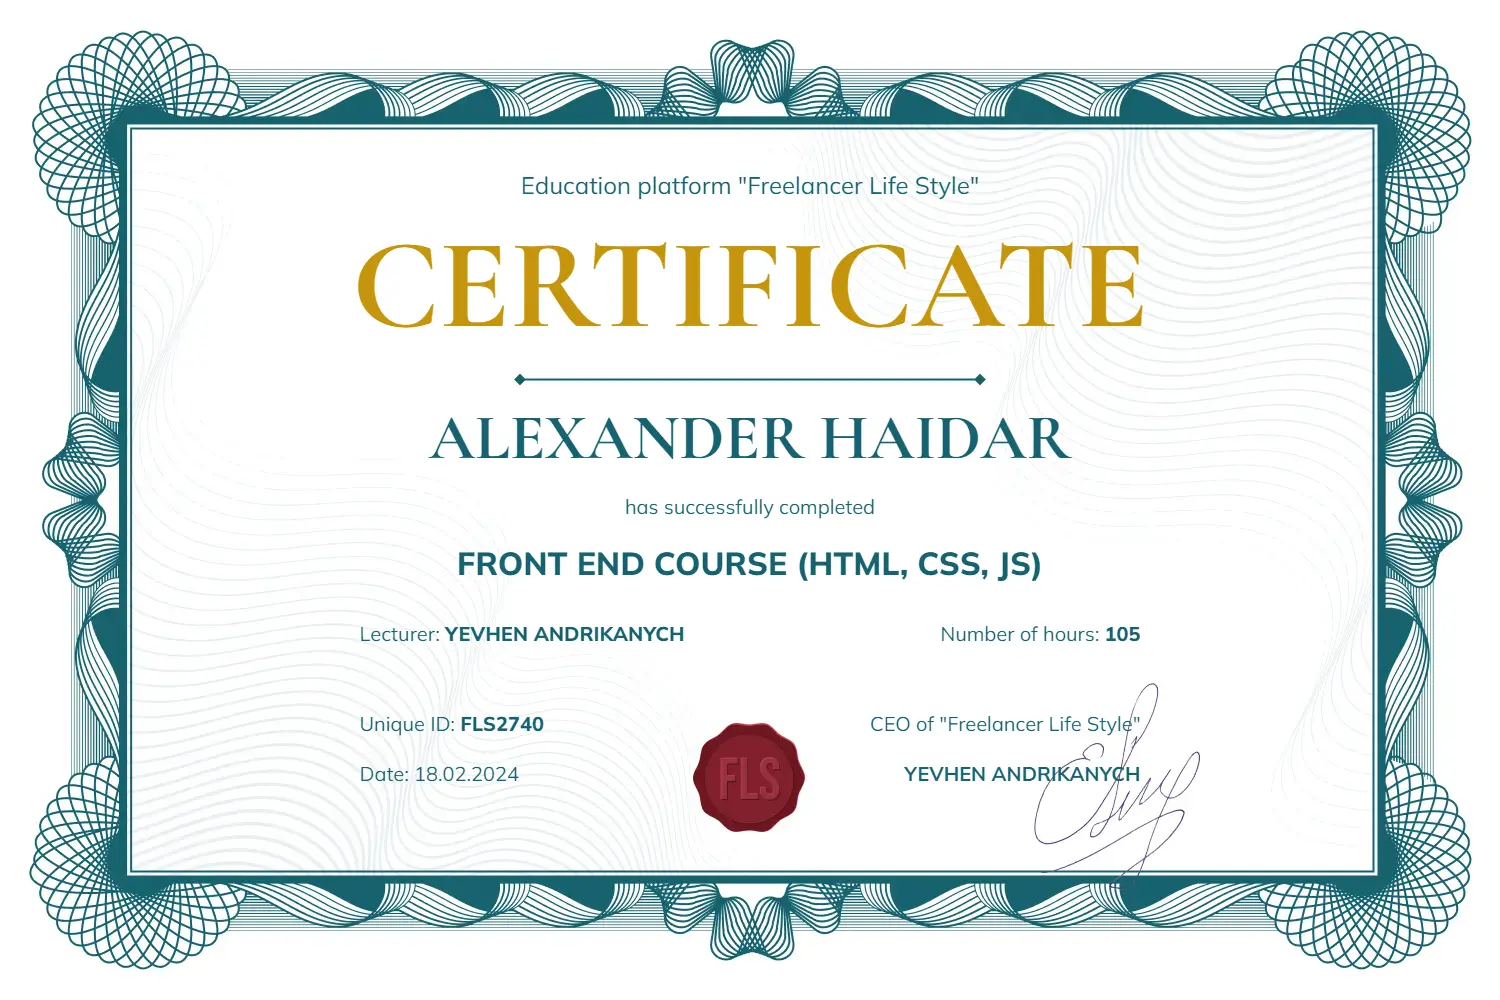 Education platform "Freelancer Life Style"
CERTIFICATE
ALEXANDER HAIDAR
has successfully completed
FRONT END COURSE (HTML, CSS, JS)
Lecturer: YEVHEN ANDRIKANYCH
Number of hours: 105
Unique ID: FLS2740
CEO of "Freelancer Life Style"
Date: 18.02.2024
FLS
YEVHEN ANDRIKANYCH